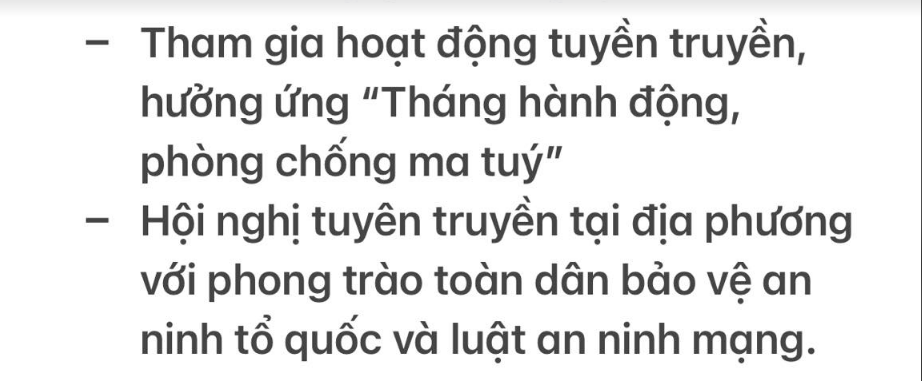 – Tham gia hoạt động tuyền truyền,
hưởng ứng “Tháng hành động,
phòng chống ma tuý”
– Hội nghị tuyên truyền tại địa phương
với phong trào toàn dân bảo vệ an
ninh tổ quốc và luật an ninh mạng.